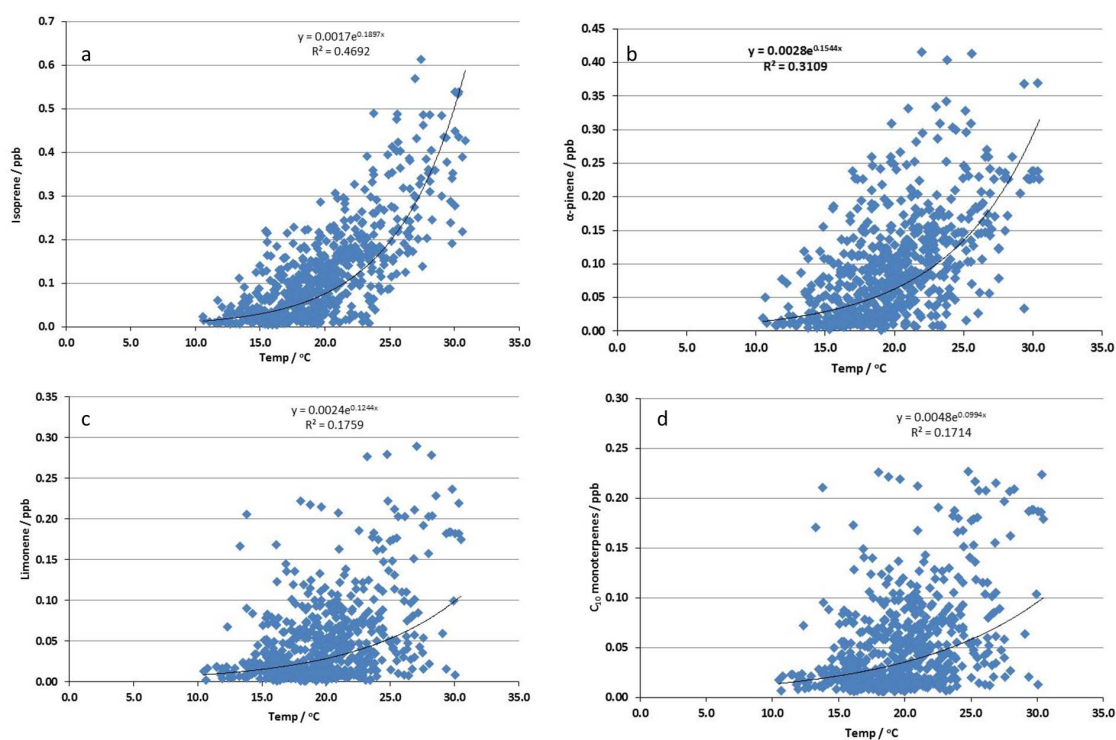 a
y = 0.0017e^0.1897x
R² = 0.4692
Isoprene / ppb
0.7
0.6
0.5
0.4
0.3
0.2
0.1
0.0
0.0 5.0 10.0 15.0 20.0 25.0 30.0 35.0
Temp / °C
b
y = 0.0028e^0.1544x
R² = 0.3109
α-pinene / ppb
0.45
0.40
0.35
0.30
0.25
0.20
0.15
0.10
0.05
0.00
0.0 5.0 10.0 15.0 20.0 25.0 30.0 35.0
Temp / °C
c
y = 0.0024e^0.1244x
R² = 0.1759
Limonene / ppb
0.35
0.30
0.25
0.20
0.15
0.10
0.05
0.00
0.0 5.0 10.0 15.0 20.0 25.0 30.0 35.0
Temp / °C
d
y = 0.0048e^0.0994x
R² = 0.1714
C₁₀ monoterpenes / ppb
0.30
0.25
0.20
0.15
0.10
0.05
0.00
0.0 5.0 10.0 15.0 20.0 25.0 30.0 35.0
Temp / °C